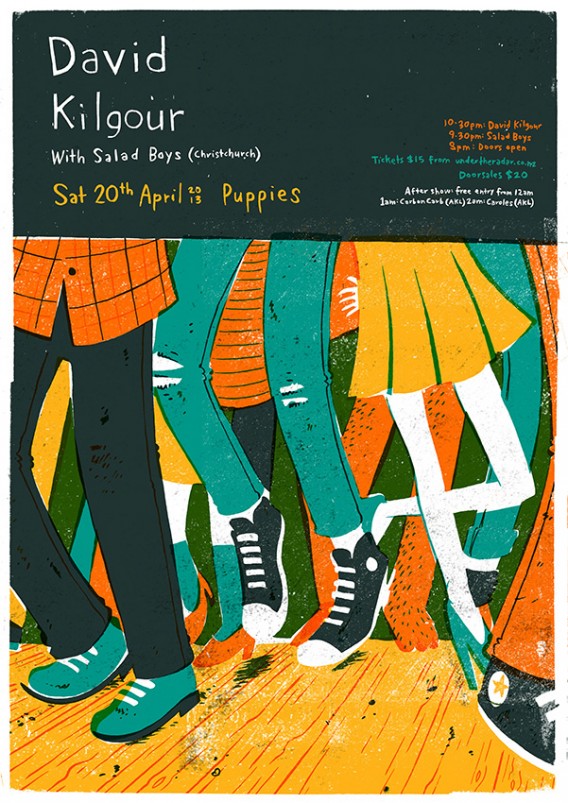 David
Kilgour
With Salad Boys (Christchurch)
Sat 20th April 2013 Puppies
10-30pm: David Kilgour
9-30pm: Salad Boys
8pm: Doors open
Tickets $15 from undertheradar.co.nz
Doorsales $20
After show: free entry from 12am
1am: Carbon Carb (AKL) 2am: Caroles (AKL)